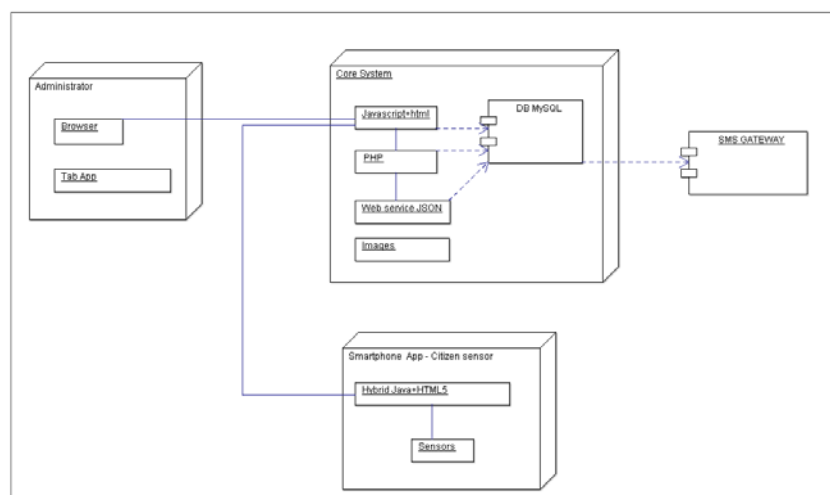 Administrator
Browser
Tab App
Core System
Javascript+html
PHP
Web service JSON
Images
DB MySQL
SMS GATEWAY
Smartphone App - Citizen sensor
Hybrid Java+HTML5
Sensors